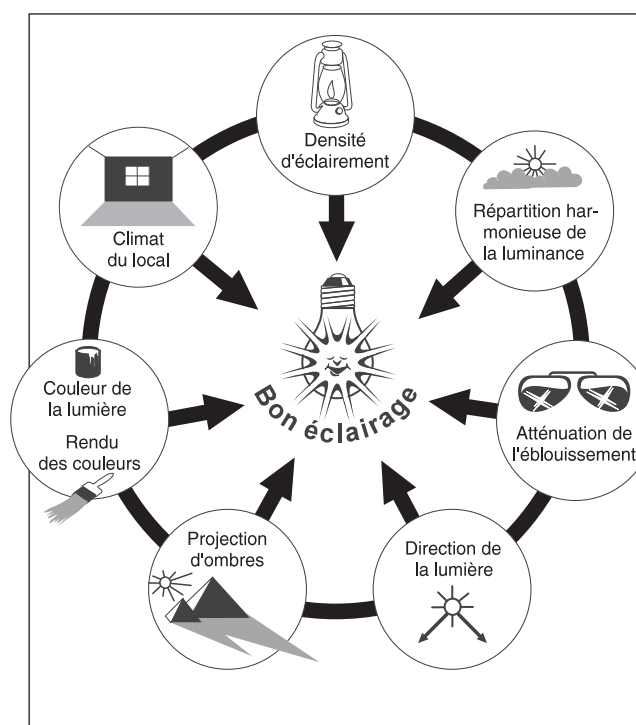 Densité
d'éclairement
Répartition har-
monieuse de
la luminance
Atténuation de
l'éblouissement
Direction de
la lumière
Projection
d'ombres
Couleur de
la lumière
Rendu
des couleurs
Climat
du local
Bon éclairage